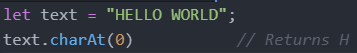 let text = "HELLO WORLD";
text.charAt(0)            // Returns H